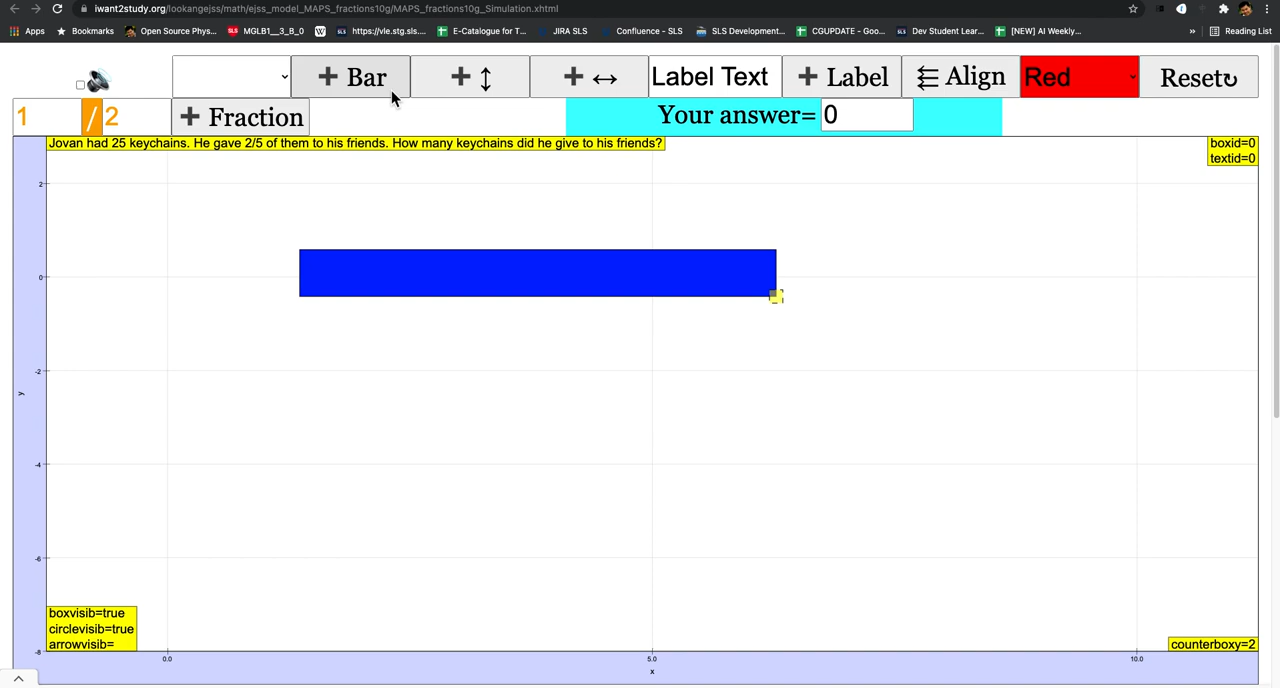 iwant2study.org/lookangejss/math/ejss_model_MAPS_fractions10g/MAPS_fractions10g_Simulation.xhtml
Apps Bookmarks Open Source Phys... SLS MGLB1__3_B_0 W SLS https://vle.stg.sls.... E-Catalogue for T... JIRA SLS Confluence - SLS SLS Development... CGUPDATE - Goo... SLS Dev Student Lear... [NEW] AI Weekly... » Reading List
+ Bar + ↕ + ↔ Label Text + Label Align Red Reset↻
1 / 2 + Fraction Your answer= 0
Jovan had 25 keychains. He gave 2/5 of them to his friends. How many keychains did he give to his friends?
boxid=0
textid=0
2
0
-2
y
-4
-6
boxvisib=true
circlevisib=true
arrowvisib=
counterboxy=2
-8
0.0 5.0 10.0
x